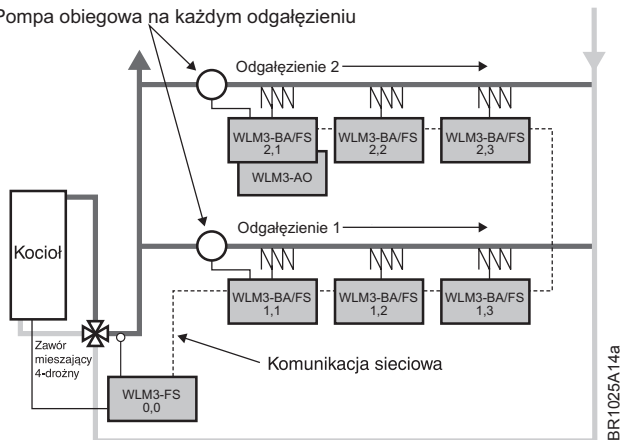 Pompa obiegowa na każdym odgałęzieniu
Odgałęzienie 2
WLM3-BA/FS
2,1
WLM3-BA/FS
2,2
WLM3-BA/FS
2,3
WLM3-AO
Odgałęzienie 1
Kocioł
WLM3-BA/FS
1,1
WLM3-BA/FS
1,2
WLM3-BA/FS
1,3
Zawór
mieszający
4-drożny
Komunikacja sieciowa
WLM3-FS
0,0
BR1025A14a